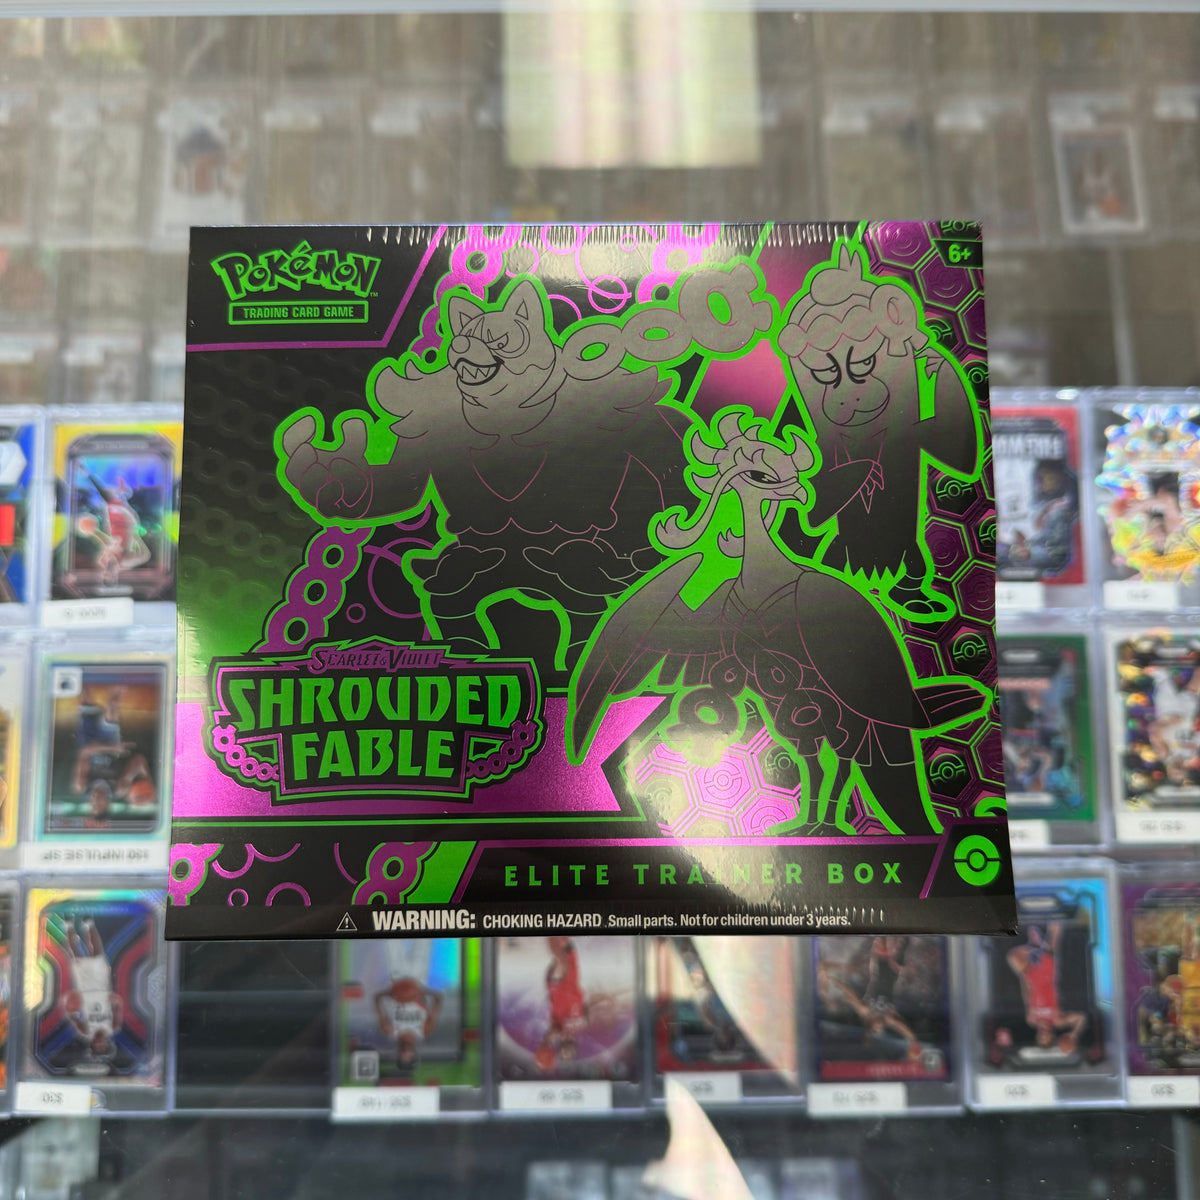 POKÉMON™
TRADING CARD GAME
6+
SCARLET & VIOLET
SHROUDED
FABLE
ELITE TRAINER BOX
WARNING: CHOKING HAZARD. Small parts. Not for children under 3 years.